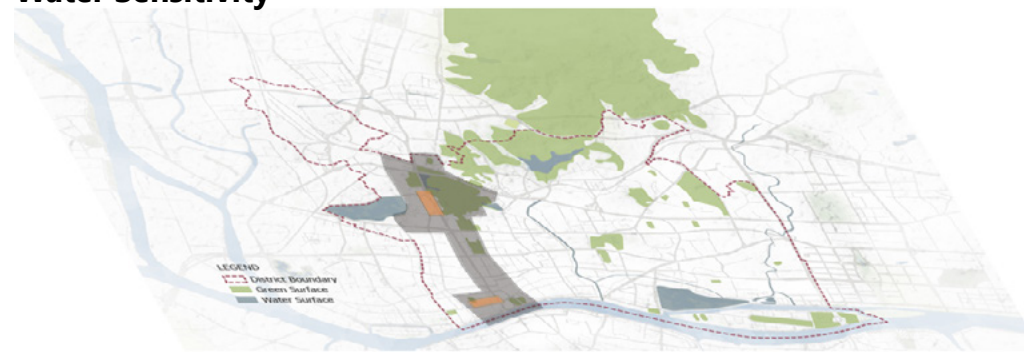 Water Sensitivity
LEGEND
District Boundary
Green Surface
Water Surface